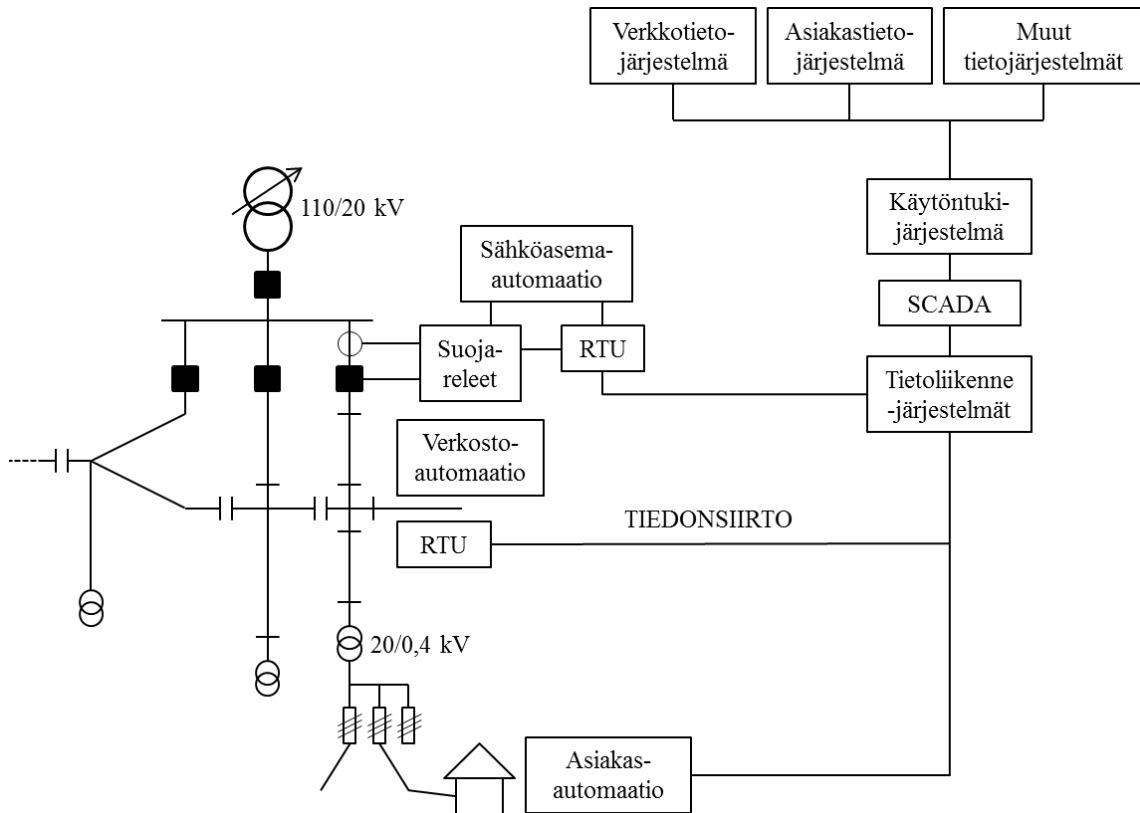 Verkkotieto-
järjestelmä
Asiakastieto-
järjestelmä
Muut
tietojärjestelmät
110/20 kV
Käytöntuki-
järjestelmä
Sähköasema-
automaatio
SCADA
Suoja-
releet
RTU
Tietoliikenne
-järjestelmät
Verkosto-
automaatio
TIEDONSIIRTO
RTU
20/0,4 kV
Asiakas-
automaatio